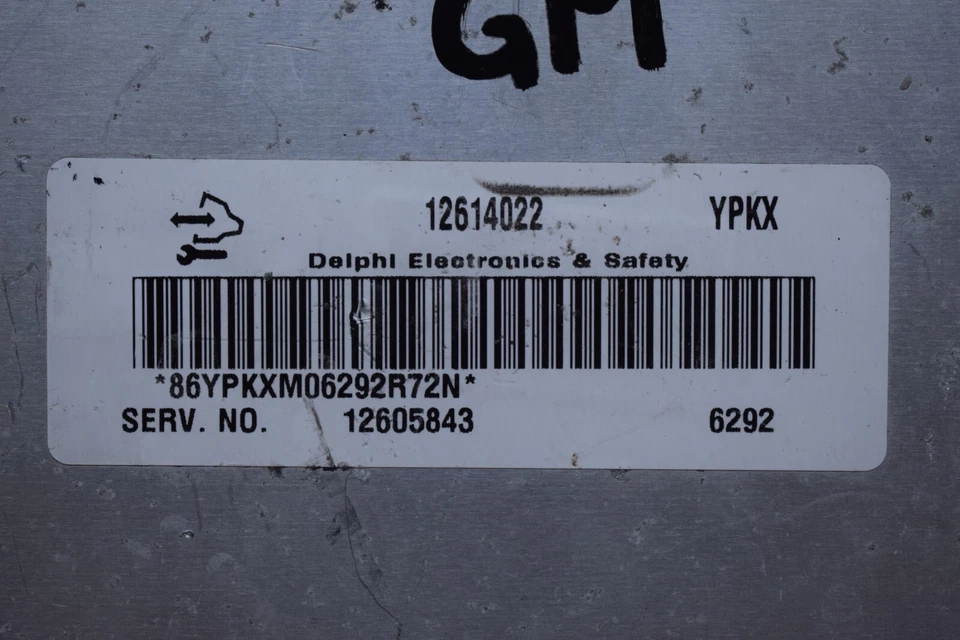 GM
12614022 YPKX
Delphi Electronics & Safety
*86YPKXM06292R72N*
SERV. NO. 12605843 6292